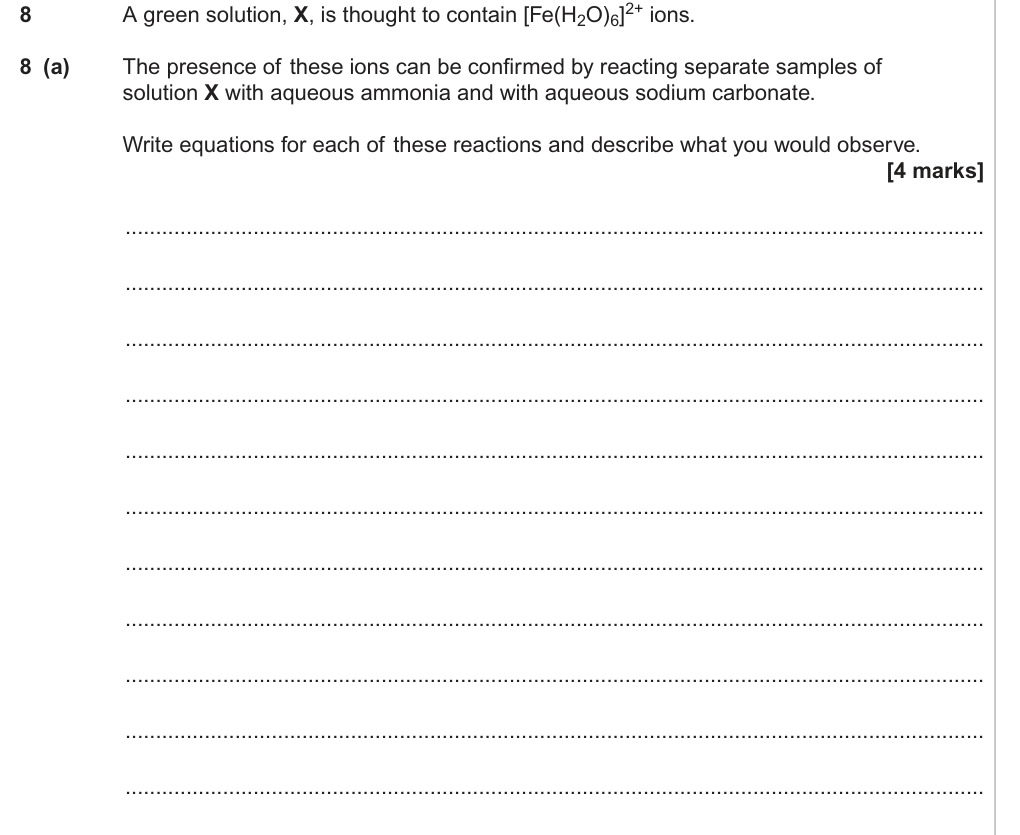 8 A green solution, X, is thought to contain [Fe(H₂O)₆]²⁺ ions.
8 (a) The presence of these ions can be confirmed by reacting separate samples of
solution X with aqueous ammonia and with aqueous sodium carbonate.
Write equations for each of these reactions and describe what you would observe.
[4 marks]